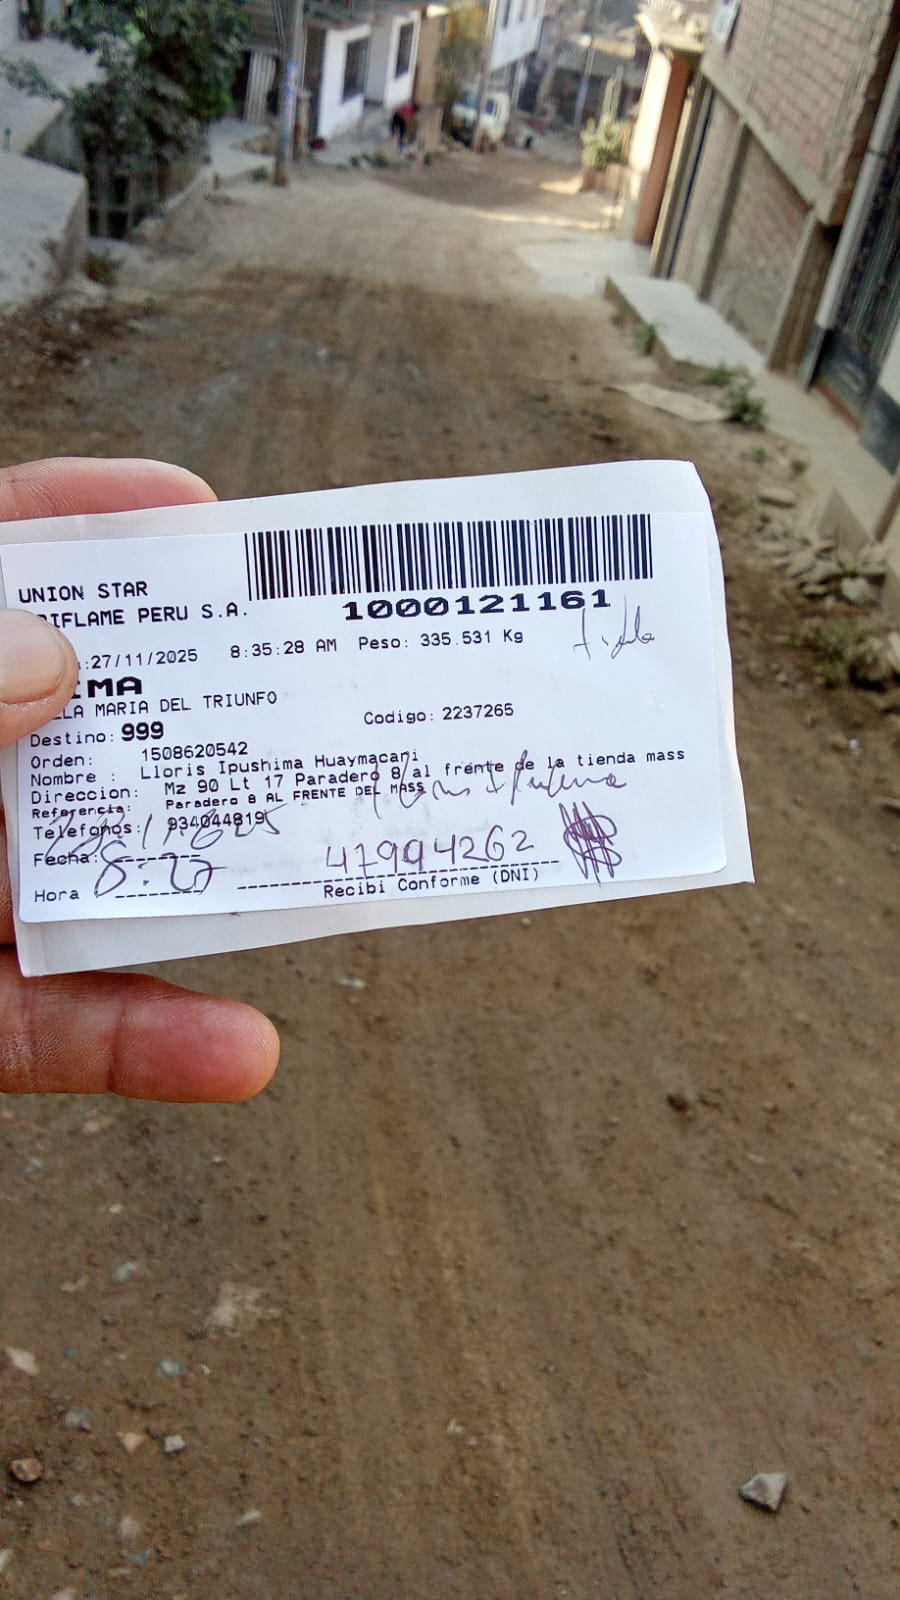 UNION STAR
RIFLAME PERU S.A.
1000121161
:27/11/2025 8:35:28 AM Peso: 335.531 Kg
IMA
LA MARIA DEL TRIUNFO
Destino: 999 Codigo: 2237265
Orden: 1508620542
Nombre : Lloris Ipushima Huaymacari
Direccion: Mz 90 Lt 17 Paradero 8 al frente de la tienda mass
Referencia: Paradero 8 AL FRENTE DEL MASS
Telefonos: 934044819
Fecha:
Hora 8:27
47994262
Recibi Conforme (DNI)